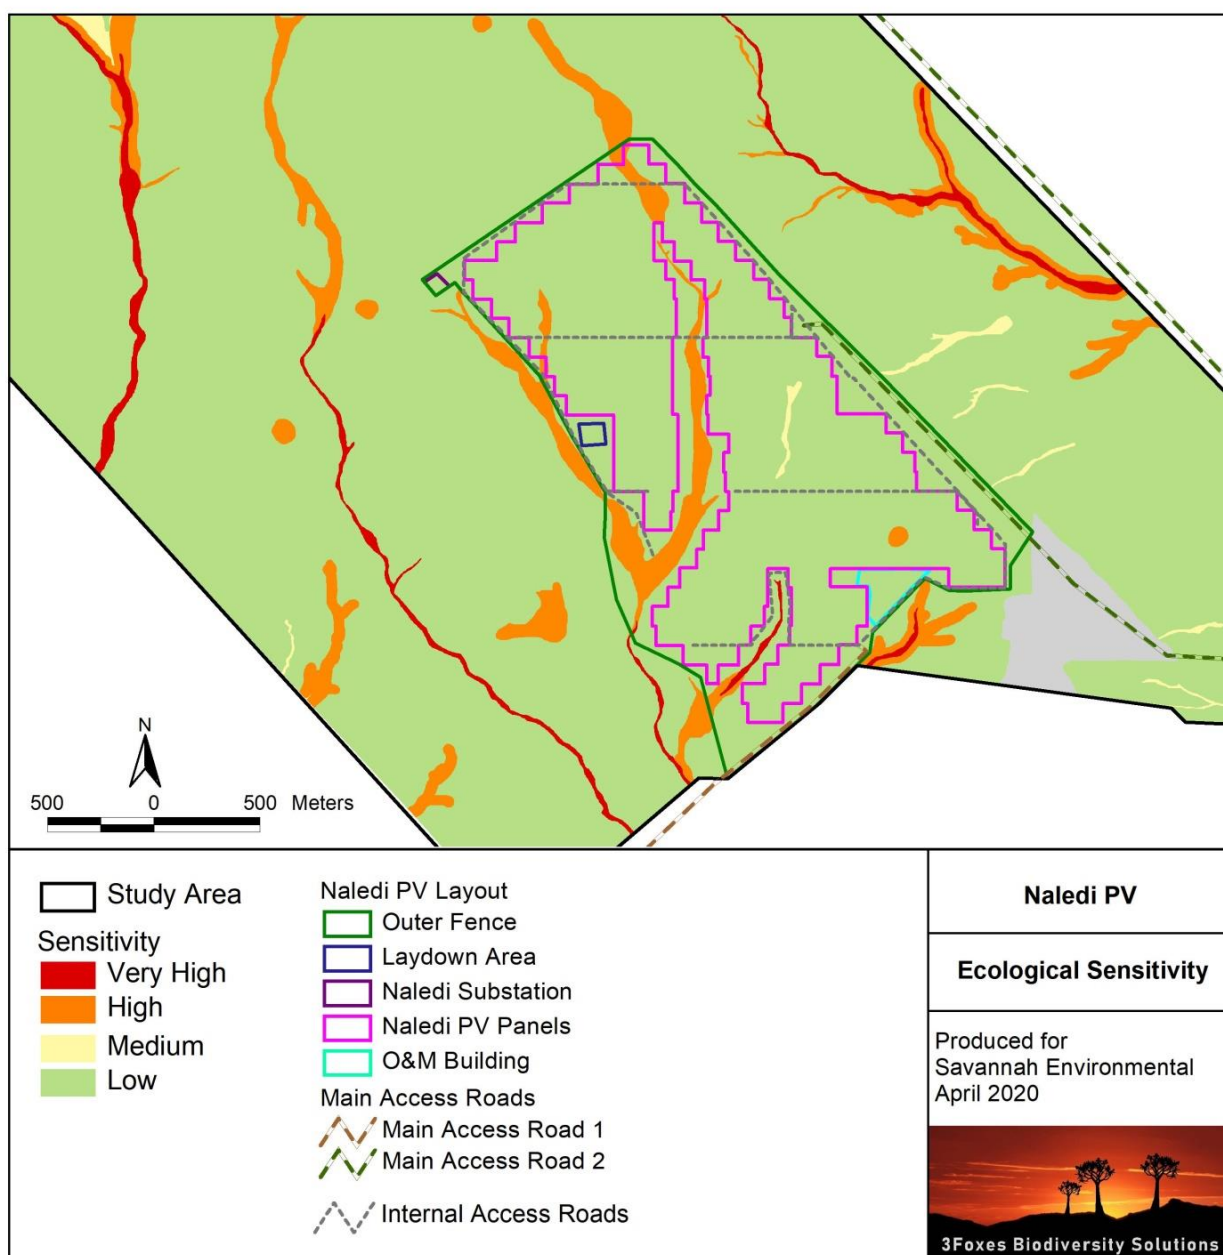 N
500 0 500 Meters
Study Area
Sensitivity
Very High
High
Medium
Low
Naledi PV Layout
Outer Fence
Laydown Area
Naledi Substation
Naledi PV Panels
O&M Building
Main Access Roads
Main Access Road 1
Main Access Road 2
Internal Access Roads
Naledi PV
Ecological Sensitivity
Produced for
Savannah Environmental
April 2020
3Foxes Biodiversity Solutions